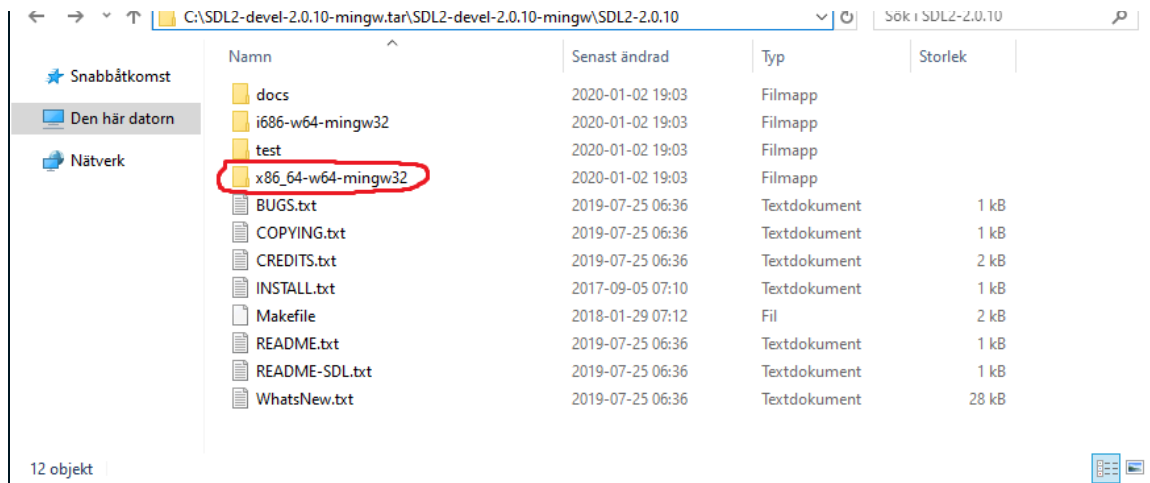 C:\SDL2-devel-2.0.10-mingw.tar\SDL2-devel-2.0.10-mingw\SDL2-2.0.10 Sök i SDL2-2.0.10
Namn Senast ändrad Typ Storlek
Snabbåtkomst
Den här datorn
Nätverk
docs 2020-01-02 19:03 Filmapp
i686-w64-mingw32 2020-01-02 19:03 Filmapp
test 2020-01-02 19:03 Filmapp
x86_64-w64-mingw32 2020-01-02 19:03 Filmapp
BUGS.txt 2019-07-25 06:36 Textdokument 1 kB
COPYING.txt 2019-07-25 06:36 Textdokument 1 kB
CREDITS.txt 2019-07-25 06:36 Textdokument 2 kB
INSTALL.txt 2017-09-05 07:10 Textdokument 1 kB
Makefile 2018-01-29 07:12 Fil 2 kB
README.txt 2019-07-25 06:36 Textdokument 1 kB
README-SDL.txt 2019-07-25 06:36 Textdokument 1 kB
WhatsNew.txt 2019-07-25 06:36 Textdokument 28 kB
12 objekt